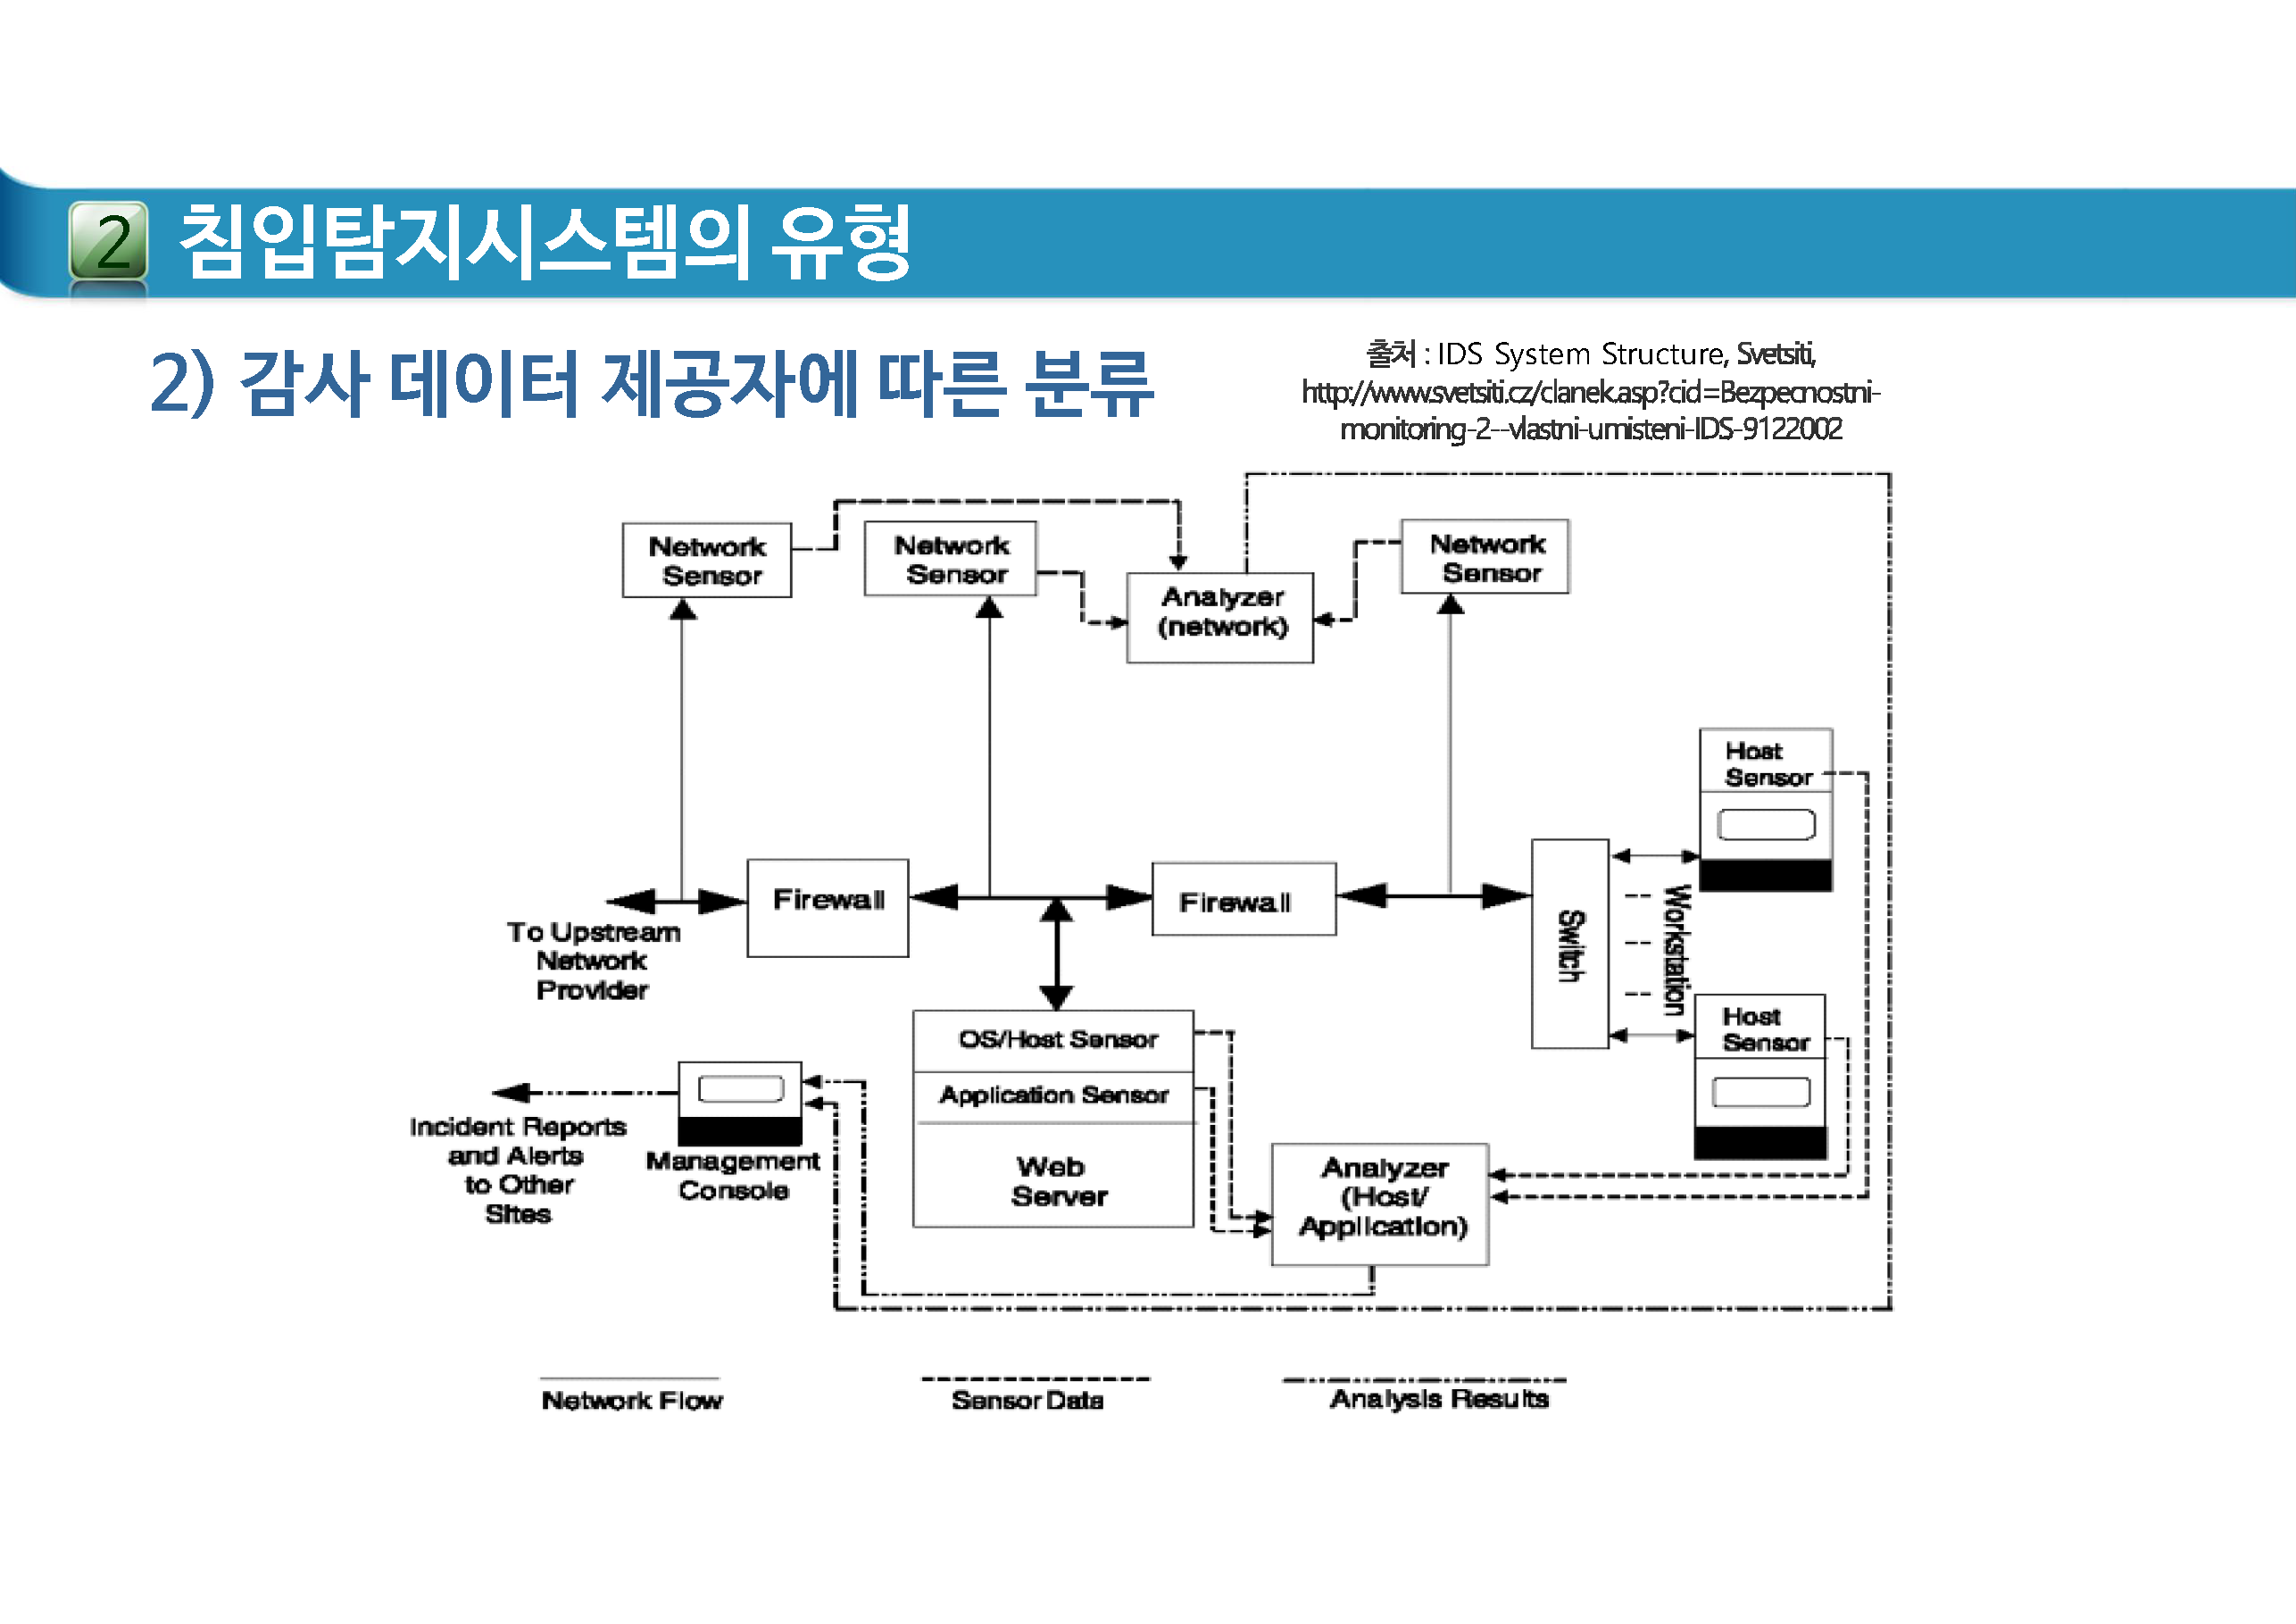 2 침입탐지시스템의 유형
2) 감사 데이터 제공자에 따른 분류
출처 : IDS System Structure, Svetsiti,
http://www.svetsiti.cz/clanek.asp?cid=Bezpecnostni-
monitoring-2--vlastni-umisteni-IDS-9122002
Network
Sensor
Network
Sensor
Analyzer
(network)
Network
Sensor
Host
Sensor
Firewall
Firewall
Switch
Workstation
To Upstream
Network
Provider
Host
Sensor
OS/Host Sensor
Application Sensor
Web
Server
Incident Reports
and Alerts
to Other
Sites
Management
Console
Analyzer
(Host/
Application)
Network Flow
Sensor Data
Analysis Results